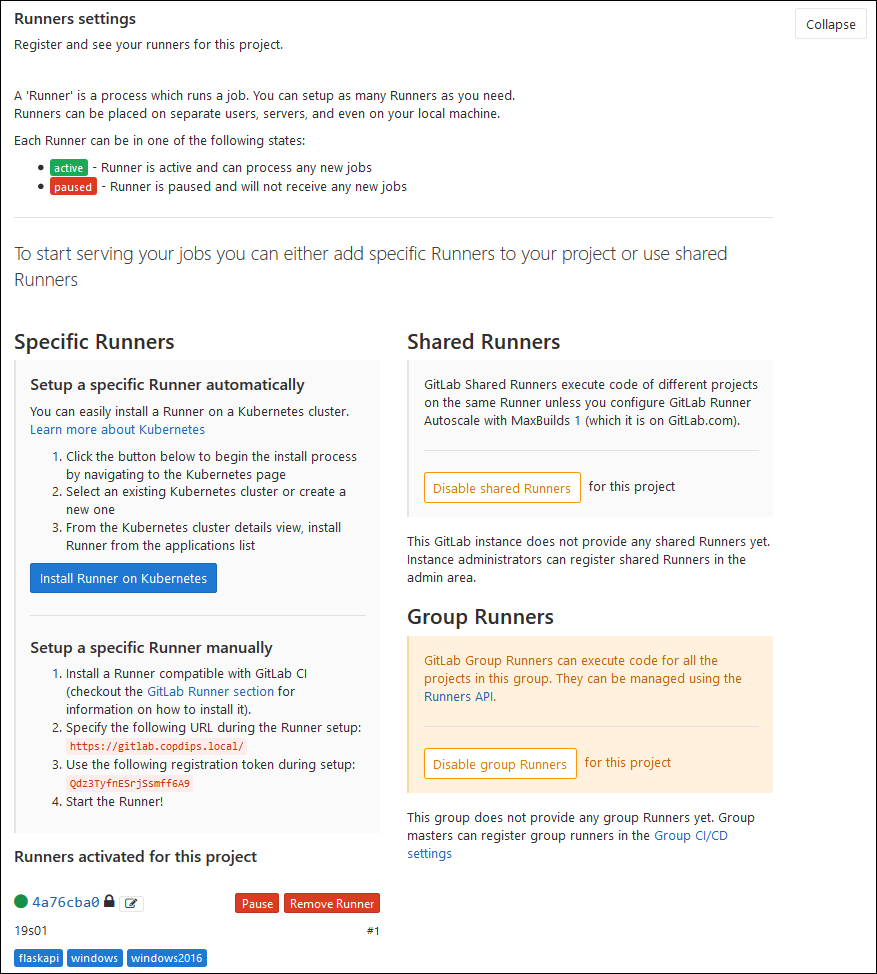 Runners settings
Collapse
Register and see your runners for this project.
A 'Runner' is a process which runs a job. You can setup as many Runners as you need.
Runners can be placed on separate users, servers, and even on your local machine.
Each Runner can be in one of the following states:
• active - Runner is active and can process any new jobs
• paused - Runner is paused and will not receive any new jobs
To start serving your jobs you can either add specific Runners to your project or use shared
Runners
Specific Runners
Setup a specific Runner automatically
You can easily install a Runner on a Kubernetes cluster.
Learn more about Kubernetes
1. Click the button below to begin the install process
by navigating to the Kubernetes page
2. Select an existing Kubernetes cluster or create a
new one
3. From the Kubernetes cluster details view, install
Runner from the applications list
Install Runner on Kubernetes
Setup a specific Runner manually
1. Install a Runner compatible with GitLab CI
(checkout the GitLab Runner section for
information on how to install it).
2. Specify the following URL during the Runner setup:
https://gitlab.copdips.local/
3. Use the following registration token during setup:
Qdz3TyfnESrjSsmff6A9
4. Start the Runner!
Runners activated for this project
4a76cba0
Pause
Remove Runner
19s01
#1
flaskapi
windows
windows2016
Shared Runners
GitLab Shared Runners execute code of different projects
on the same Runner unless you configure GitLab Runner
Autoscale with MaxBuilds 1 (which it is on GitLab.com).
Disable shared Runners for this project
This GitLab instance does not provide any shared Runners yet.
Instance administrators can register shared Runners in the
admin area.
Group Runners
GitLab Group Runners can execute code for all the
projects in this group. They can be managed using the
Runners API.
Disable group Runners for this project
This group does not provide any group Runners yet. Group
masters can register group runners in the Group CI/CD
settings